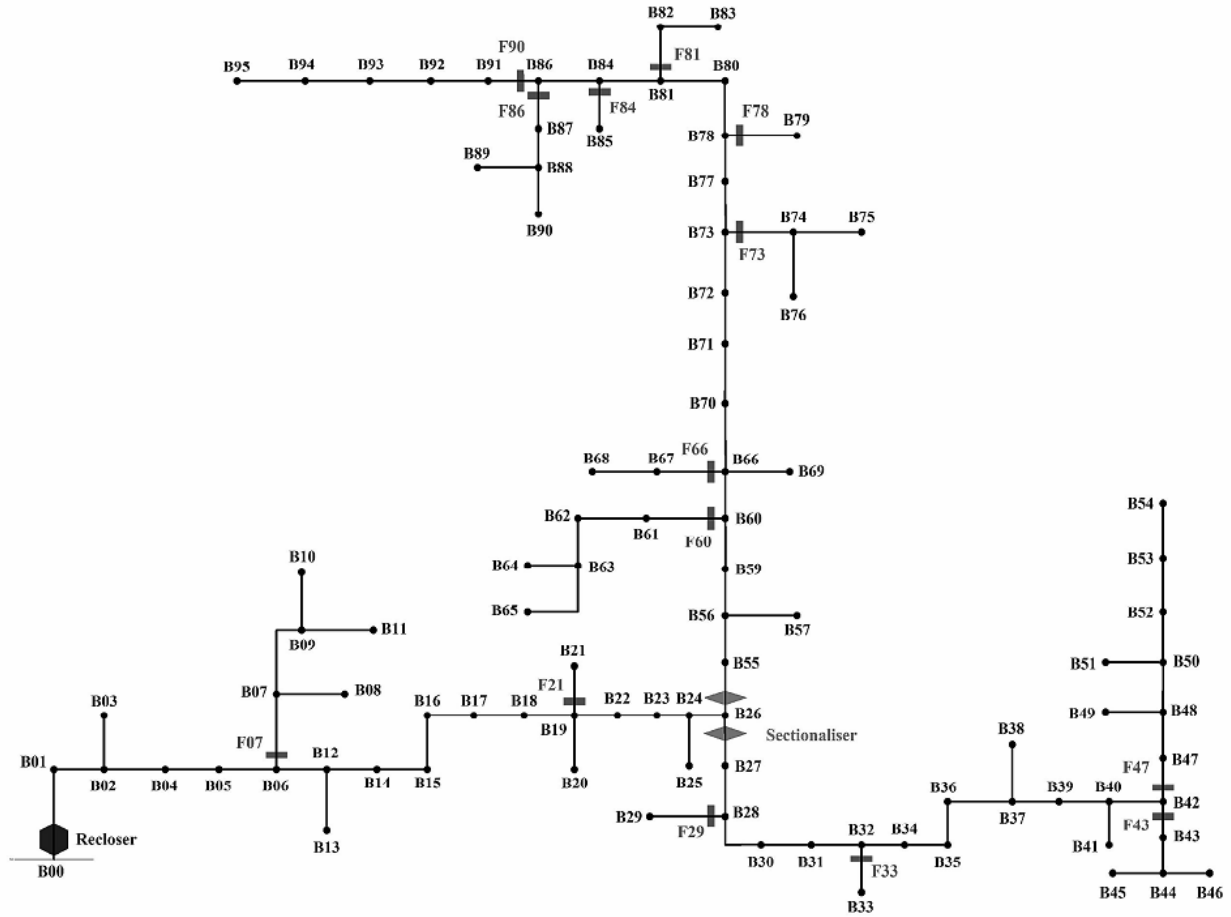 B82 B83
F90 F81
B95 B94 B93 B92 B91 B86 B84 B80
B81
F86 F84 F78
B87 B85 B78 B79
B89 B88
B77
B90 B74 B75
B73
F73
B72
B76
B71
B70
B68 B67 F66 B66 B69
B62 B60 B54
B61 F60
B10 B64 B63 B59 B53
B65 B56 B57 B52
B09 B11
B21 B55 B51 B50
B07 B08 F21
B03 B16 B17 B18 B22 B23 B24 B26 B49 B48
B19
F07 B12 Sectionaliser B38
B01 B27 B47
B02 B04 B05 B06 B14 B15 B20 B25 F47
B36 B39 B40 B42
B29 B28 B37
F29 F43
Recloser B13 B32 B34 B41 B43
B30 B31 B35
B00 F33
B45 B44 B46
B33